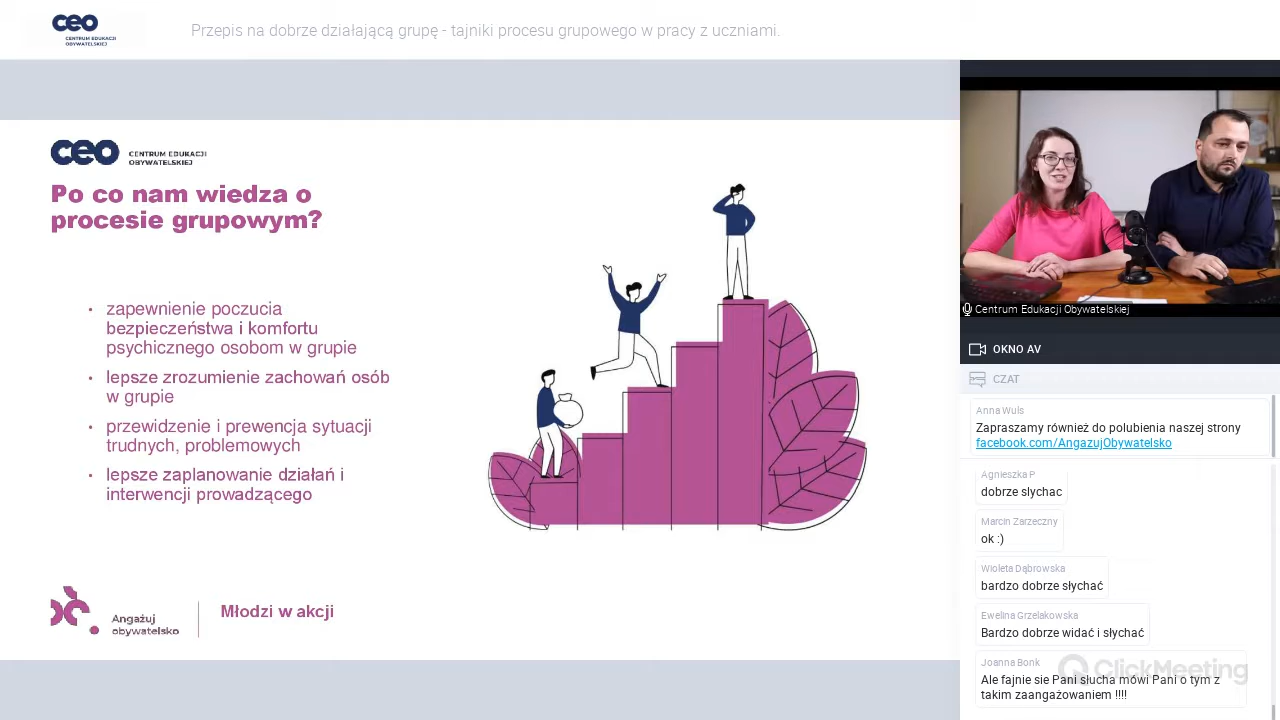 ceo
CENTRUM EDUKACJI
OBYWATELSKIEJ
Przepis na dobrze działającą grupę - tajniki procesu grupowego w pracy z uczniami.
ceo
CENTRUM EDUKACJI
OBYWATELSKIEJ
Po co nam wiedza o
procesie grupowym?
• zapewnienie poczucia
bezpieczeństwa i komfortu
psychicznego osobom w grupie
• lepsze zrozumienie zachowań osób
w grupie
• przewidzenie i prewencja sytuacji
trudnych, problemowych
• lepsze zaplanowanie działań i
interwencji prowadzącego
Angażuj
obywatelsko
Młodzi w akcji
Centrum Edukacji Obywatelskiej
OKNO AV
CZAT
Anna Wuls
Zapraszamy również do polubienia naszej strony
facebook.com/AngazujObywatelsko
Agnieszka P
dobrze slychac
Marcin Zarzeczny
ok :)
Wioleta Dąbrowska
bardzo dobrze słychać
Ewelina Grzelakowska
Bardzo dobrze widać i słychać
Joanna Bonk
ClickMeeting
Ale fajnie sie Pani słucha mówi Pani o tym z
takim zaangażowaniem !!!!